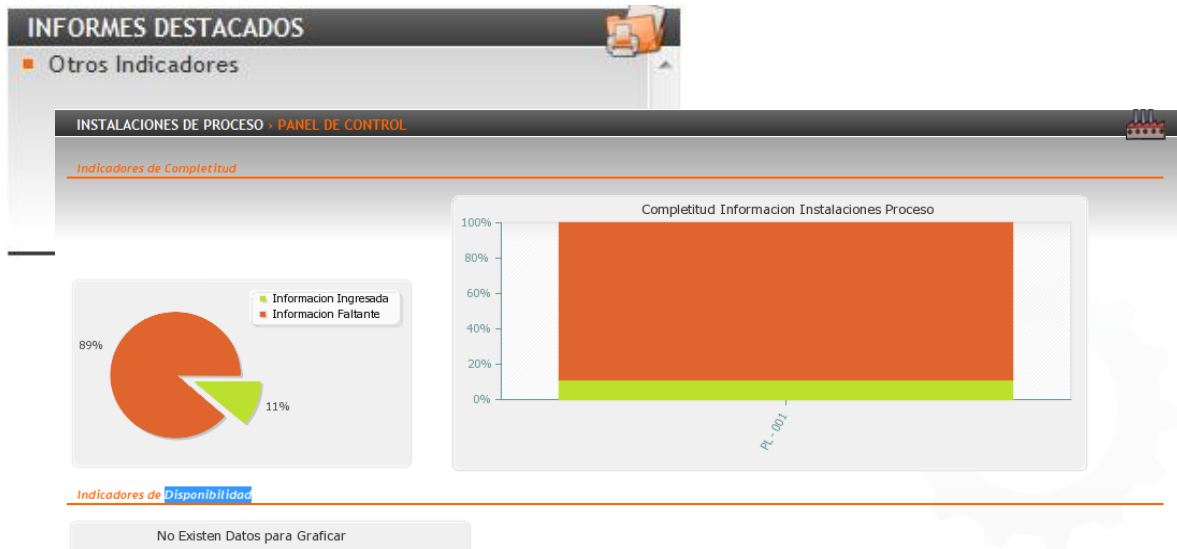 INFORMES DESTACADOS
Otros Indicadores
INSTALACIONES DE PROCESO › PANEL DE CONTROL
Indicadores de Completitud
Informacion Ingresada
Informacion Faltante
89%
11%
Completitud Informacion Instalaciones Proceso
100%
80%
60%
40%
20%
0%
PL-001
Indicadores de Disponibilidad
No Existen Datos para Graficar